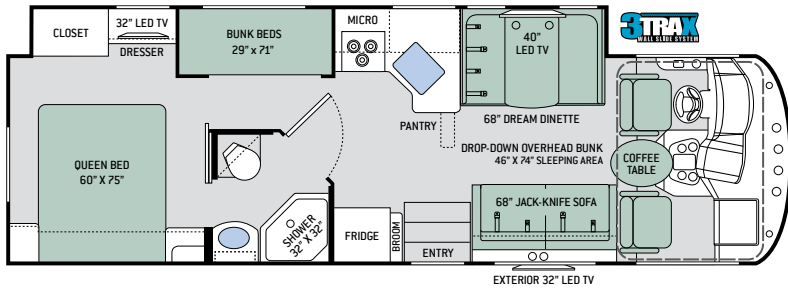 32" LED TV
CLOSET
DRESSER
BUNK BEDS
29" x 71"
MICRO
40"
LED TV
3TRAX
WALL SLIDE SYSTEM
PANTRY
68" DREAM DINETTE
DROP-DOWN OVERHEAD BUNK
46" X 74" SLEEPING AREA
COFFEE
TABLE
QUEEN BED
60" X 75"
SHOWER
32" X 32"
FRIDGE
BROOM
ENTRY
68" JACK-KNIFE SOFA
EXTERIOR 32" LED TV